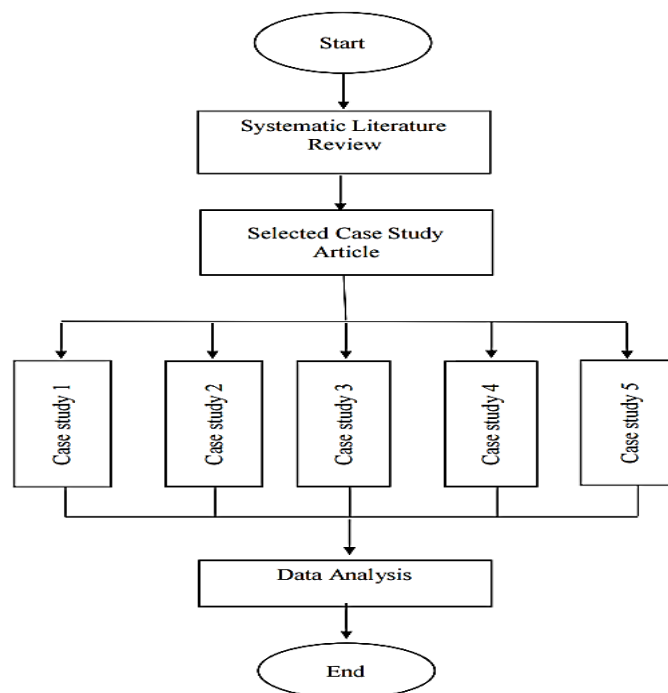 Start
Systematic Literature
Review
Selected Case Study
Article
Case study 1
Case study 2
Case study 3
Case study 4
Case study 5
Data Analysis
End